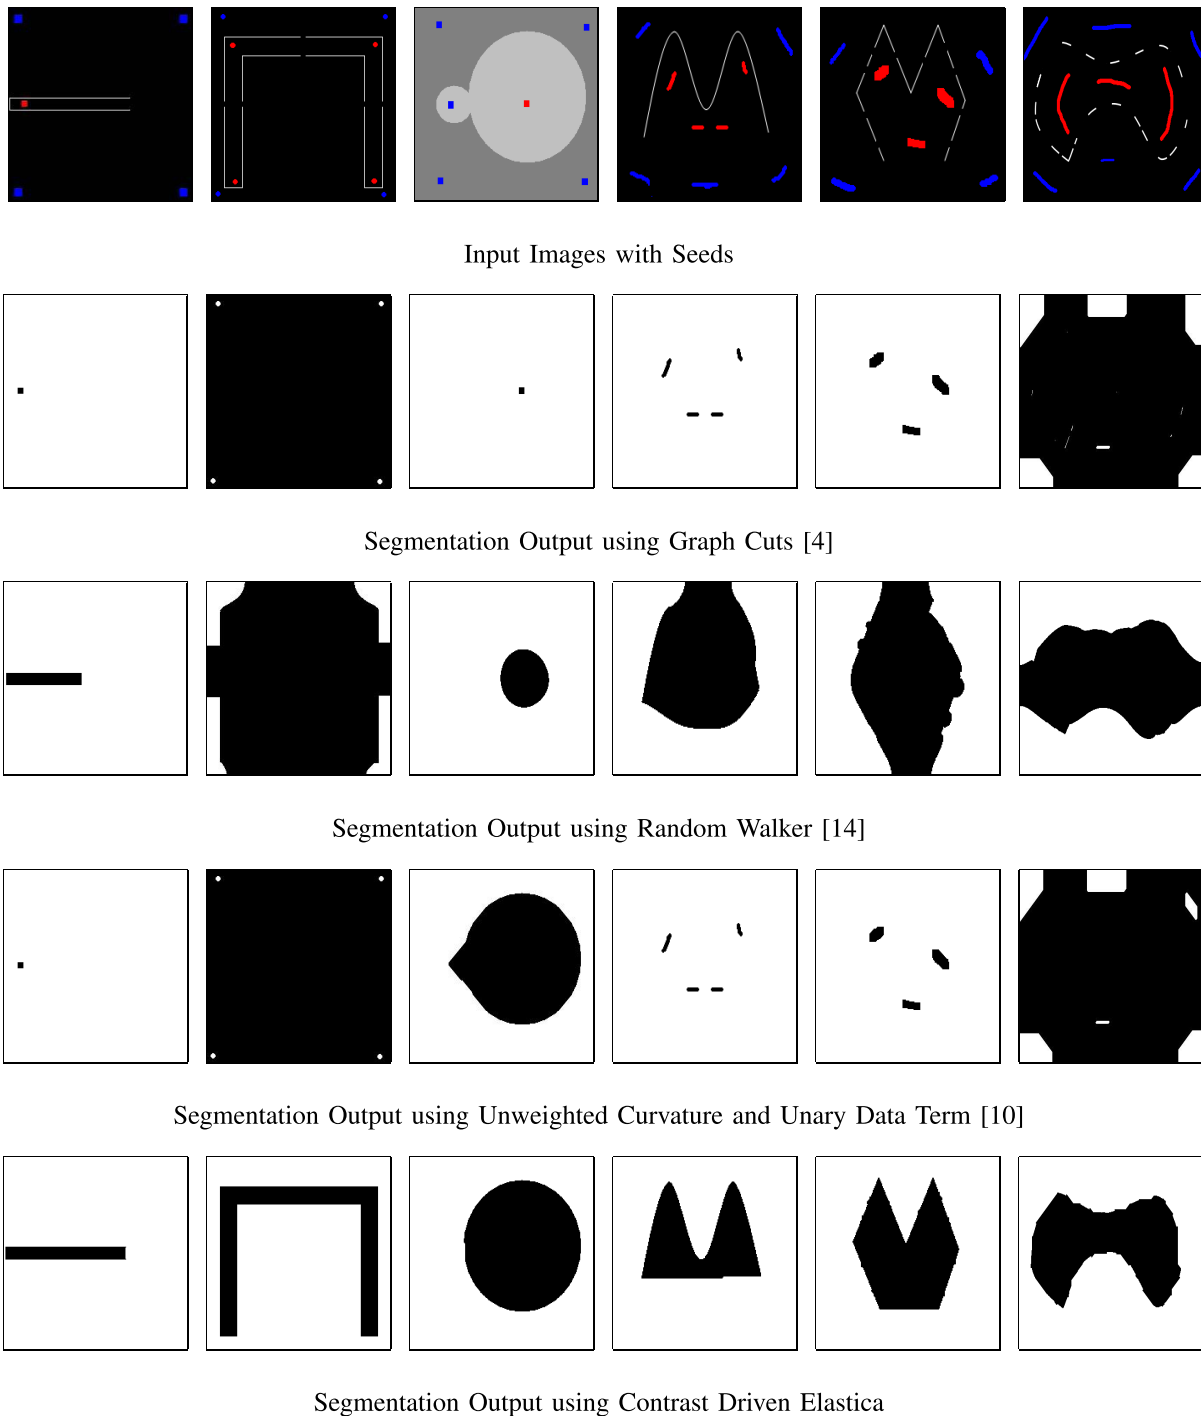 Input Images with Seeds
Segmentation Output using Graph Cuts [4]
Segmentation Output using Random Walker [14]
Segmentation Output using Unweighted Curvature and Unary Data Term [10]
Segmentation Output using Contrast Driven Elastica